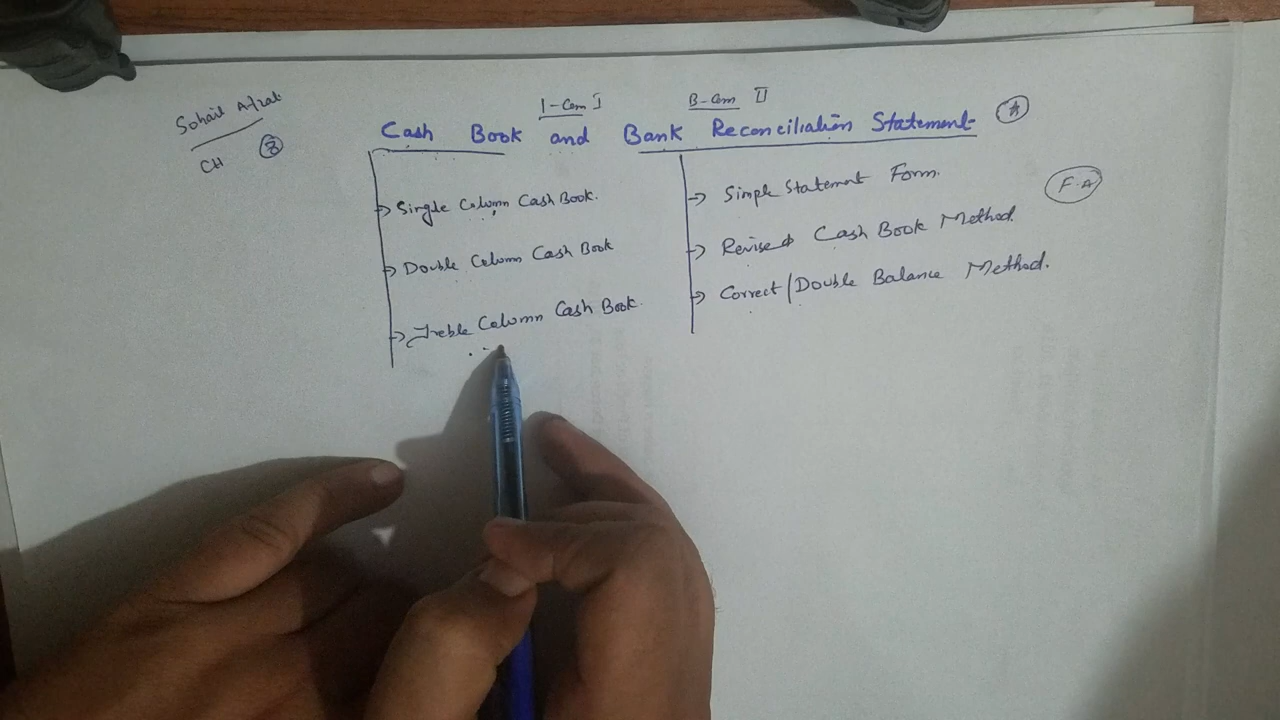 Sohail Afzal
CH 8
I-Com I
B-Com II
Cash Book and Bank Reconciliation Statement
→ Single Column Cash Book.
→ Double Column Cash Book
→ Treble Column Cash Book.
→ Simple Statement Form.
F.A
→ Revised Cash Book Method.
→ Correct/Double Balance Method.